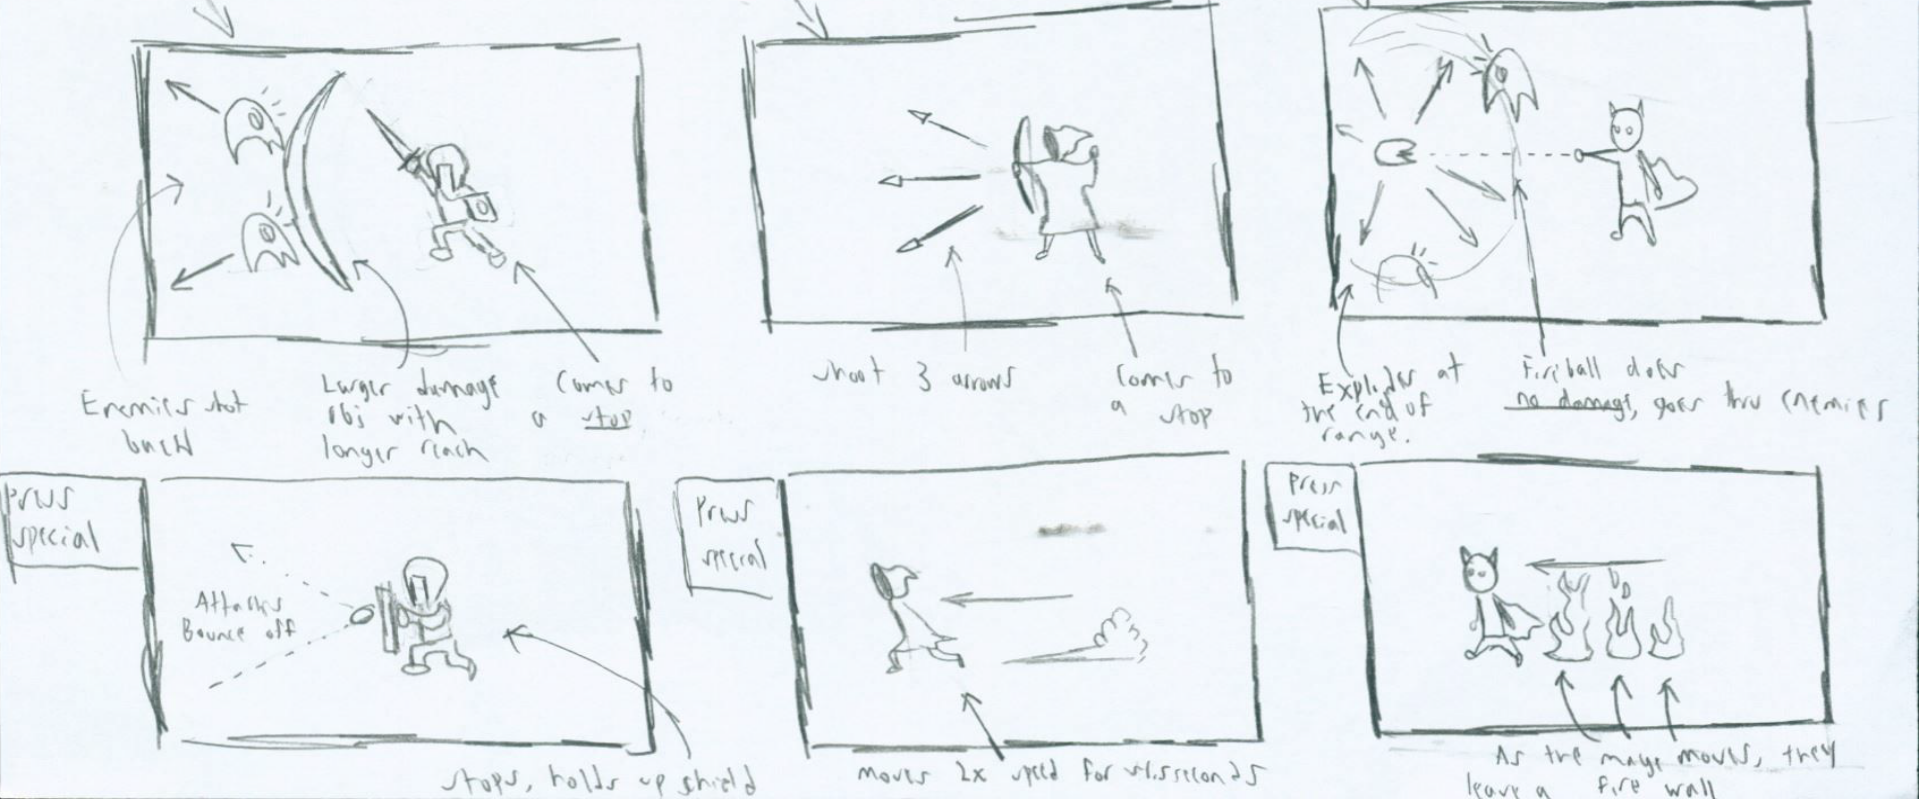 Enemies shot
back
Larger damage
obj with
longer reach
Comes to
a stop
shoot 3 arrows
Comes to
a stop
Explodes at
the end of
range.
Fireball does
no damage, goes thru enemies
Press
special
Attacks
Bounce off
stops, holds up shield
Press
special
moves 2x speed for
Press
special
As the mage moves, they
leave a fire wall